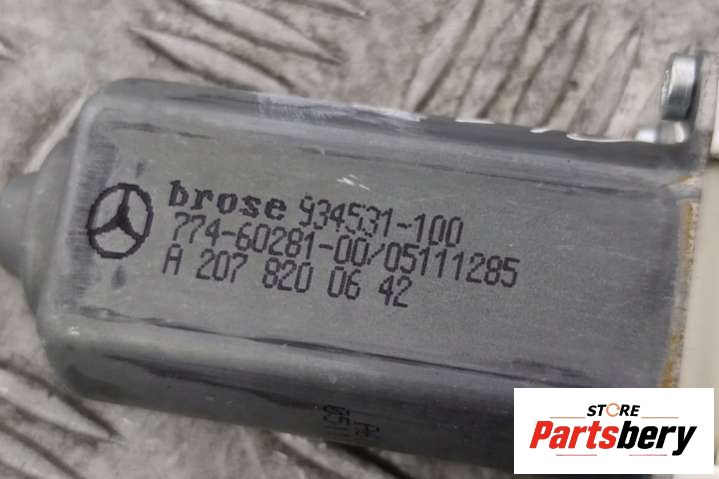 brose 934531-100
774-60281-00/05111285
A 207 820 06 42
STORE
Partsbery